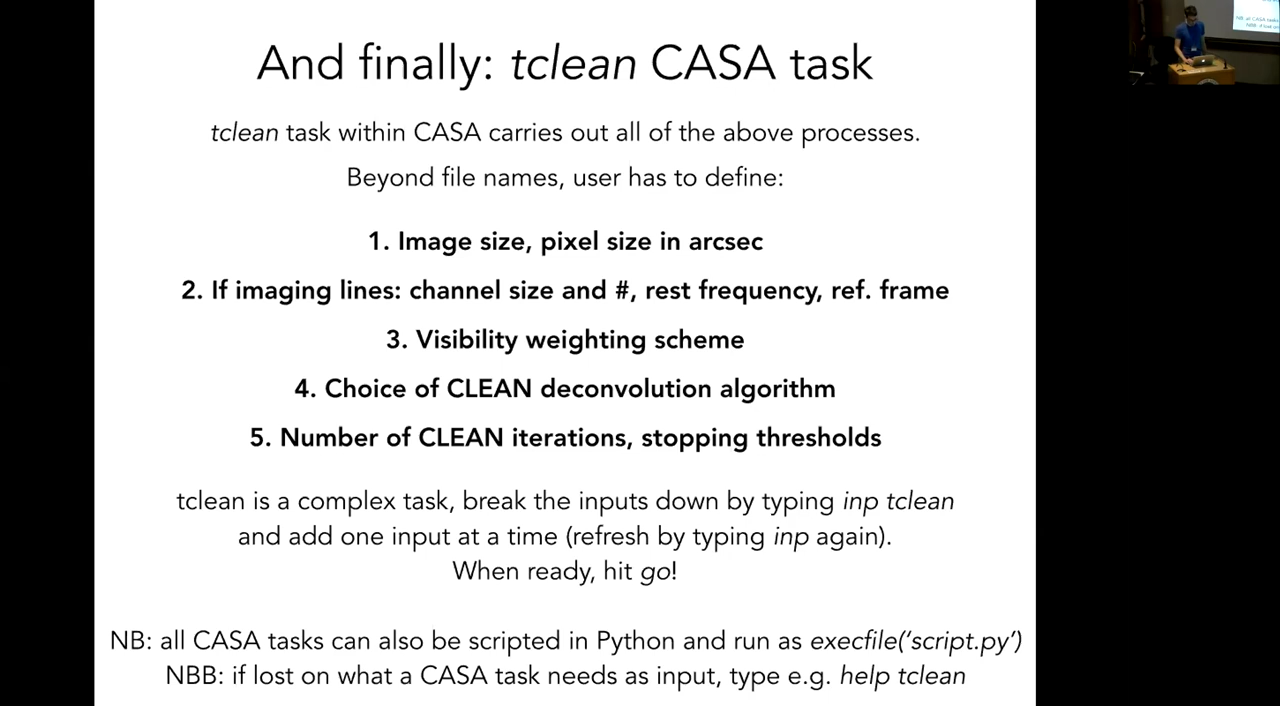 And finally: tclean CASA task
tclean task within CASA carries out all of the above processes.
Beyond file names, user has to define:
1. Image size, pixel size in arcsec
2. If imaging lines: channel size and #, rest frequency, ref. frame
3. Visibility weighting scheme
4. Choice of CLEAN deconvolution algorithm
5. Number of CLEAN iterations, stopping thresholds
tclean is a complex task, break the inputs down by typing inp tclean
and add one input at a time (refresh by typing inp again).
When ready, hit go!
NB: all CASA tasks can also be scripted in Python and run as execfile('script.py')
NBB: if lost on what a CASA task needs as input, type e.g. help tclean
NB: all CASA tasks